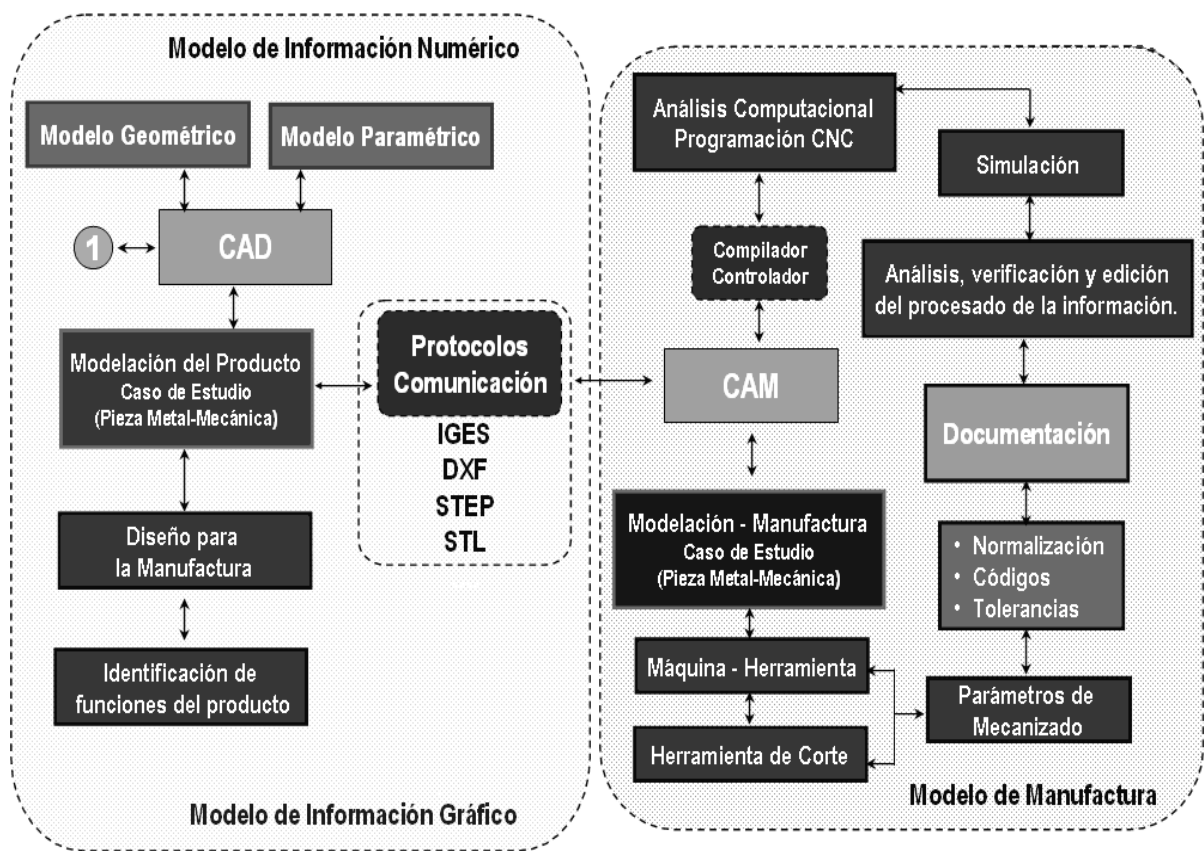 Modelo de Información Numérico
Modelo Geométrico
Modelo Paramétrico
1
CAD
Modelación del Producto
Caso de Estudio
(Pieza Metal-Mecánica)
Diseño para
la Manufactura
Identificación de
funciones del producto
Modelo de Información Gráfico
Protocolos
Comunicación
IGES
DXF
STEP
STL
Análisis Computacional
Programación CNC
Compilador
Controlador
CAM
Modelación - Manufactura
Caso de Estudio
(Pieza Metal-Mecánica)
Máquina - Herramienta
Herramienta de Corte
Simulación
Análisis, verificación y edición
del procesado de la información.
Documentación
• Normalización
• Códigos
• Tolerancias
Parámetros de
Mecanizado
Modelo de Manufactura